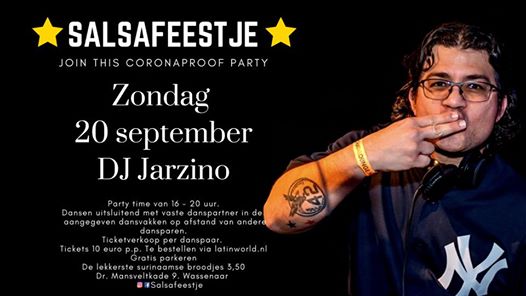 SALSAFEESTJE
JOIN THIS CORONAPROOF PARTY
Zondag
20 september
DJ Jarzino
Party time van 16 - 20 uur.
Dansen uitsluitend met vaste danspartner in de
aangegeven dansvakken op afstand van andere
dansparen.
Ticketverkoop per danspaar.
Tickets 10 euro p.p. Te bestellen via latinworld.nl
Gratis parkeren
De lekkerste surinaamse broodjes 3,50
Dr. Mansveltkade 9. Wassenaar
Salsafeestje
NY